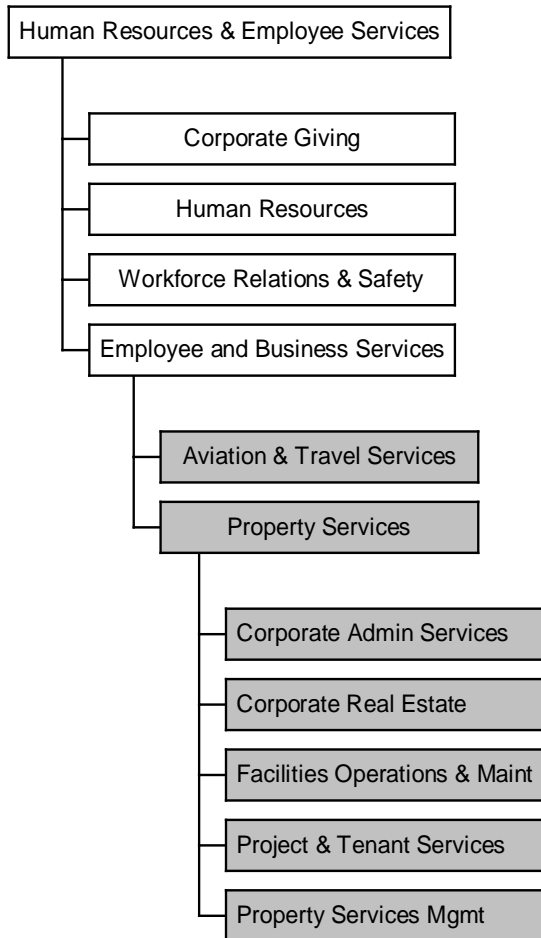 Human Resources & Employee Services
Corporate Giving
Human Resources
Workforce Relations & Safety
Employee and Business Services
Aviation & Travel Services
Property Services
Corporate Admin Services
Corporate Real Estate
Facilities Operations & Maint
Project & Tenant Services
Property Services Mgmt